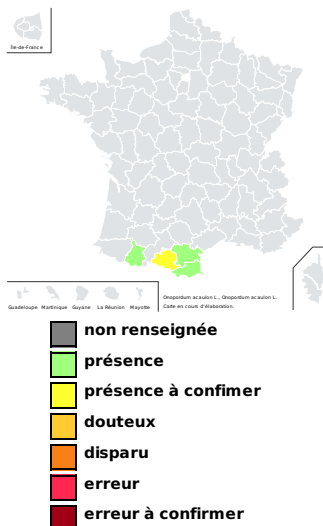 Île-de-France
Guadeloupe Martinique Guyane La Réunion Mayotte
Onopordum acaulon L., Onopordum acaulon L.
Carte en cours d'élaboration.
non renseignée
présence
présence à confimer
douteux
disparu
erreur
erreur à confirmer